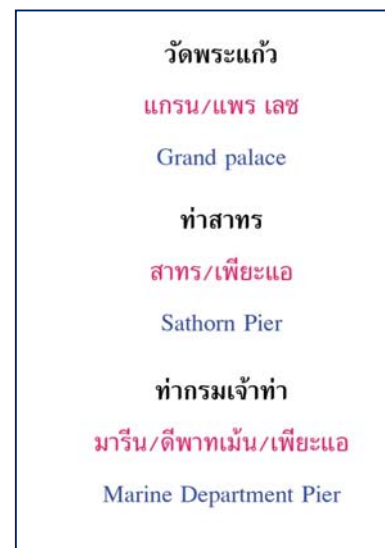 วัดพระแก้ว
แกรน/แพร เลซ
Grand palace
ท่าสาทร
สาทร/เพียะแอ
Sathorn Pier
ท่ากรมเจ้าท่า
มารีน/ดีพาทเม้น/เพียะแอ
Marine Department Pier